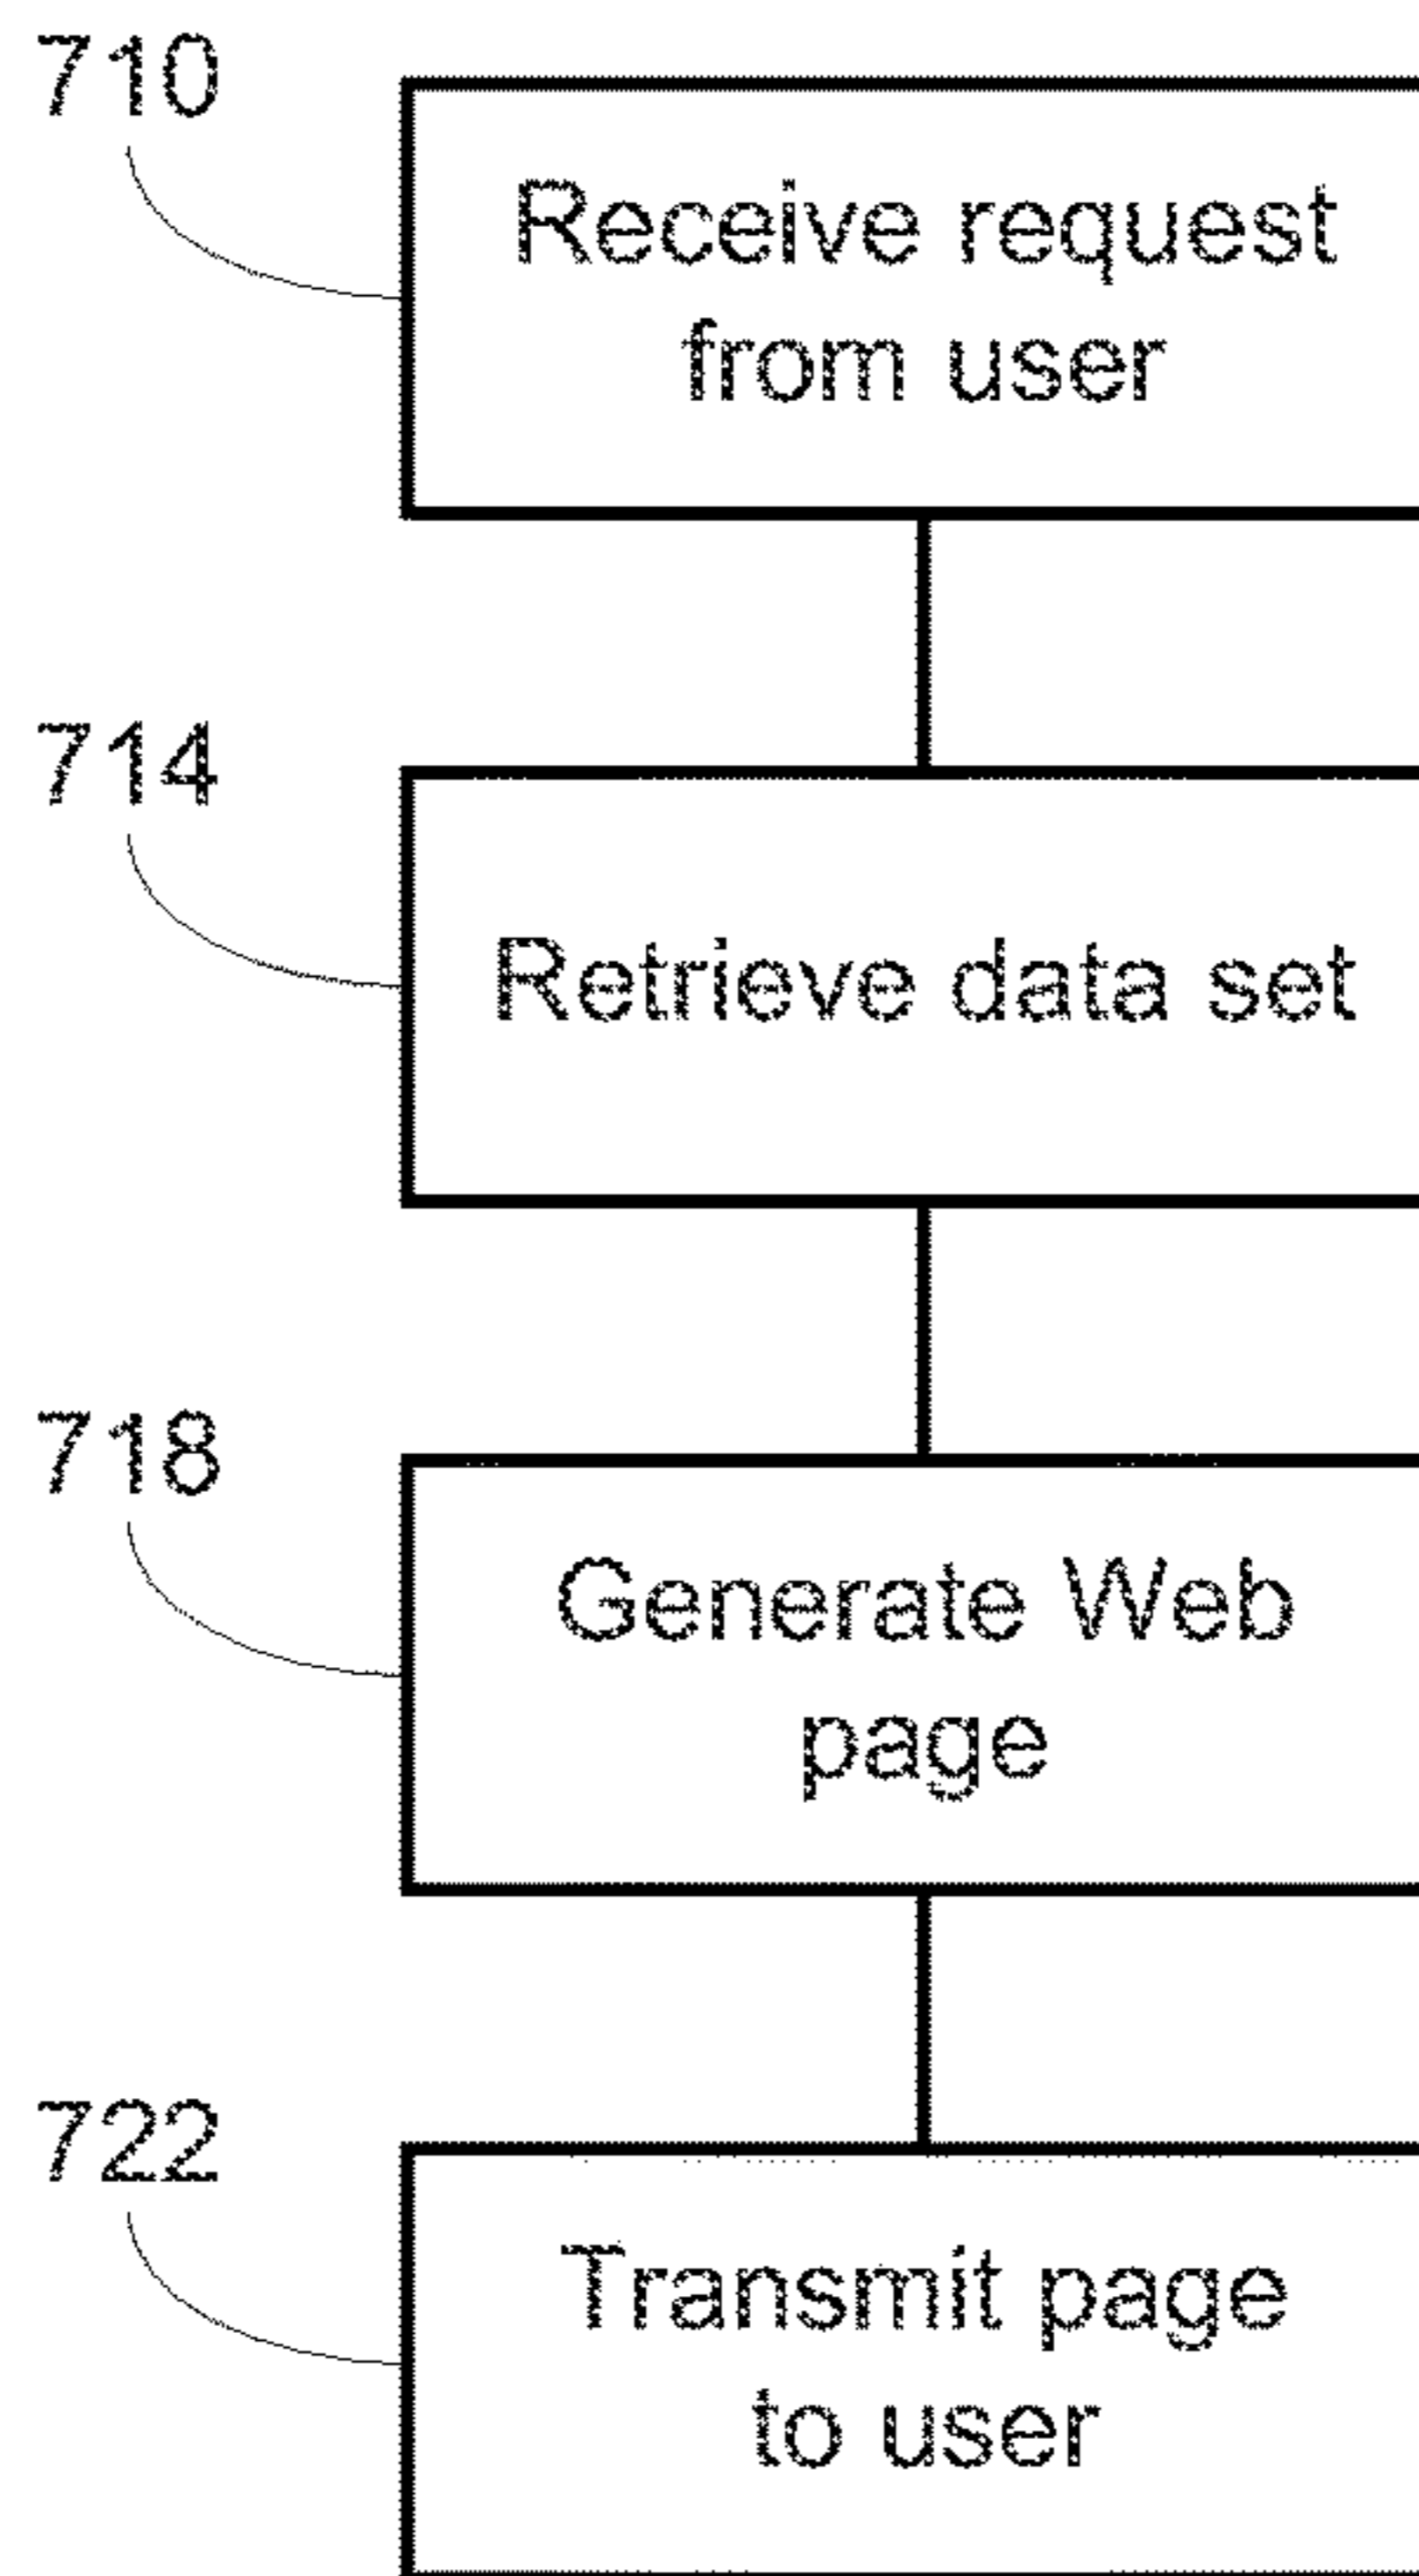 710
Receive request
from user
714
Retrieve data set
718
Generate Web
page
722
Transmit page
to user